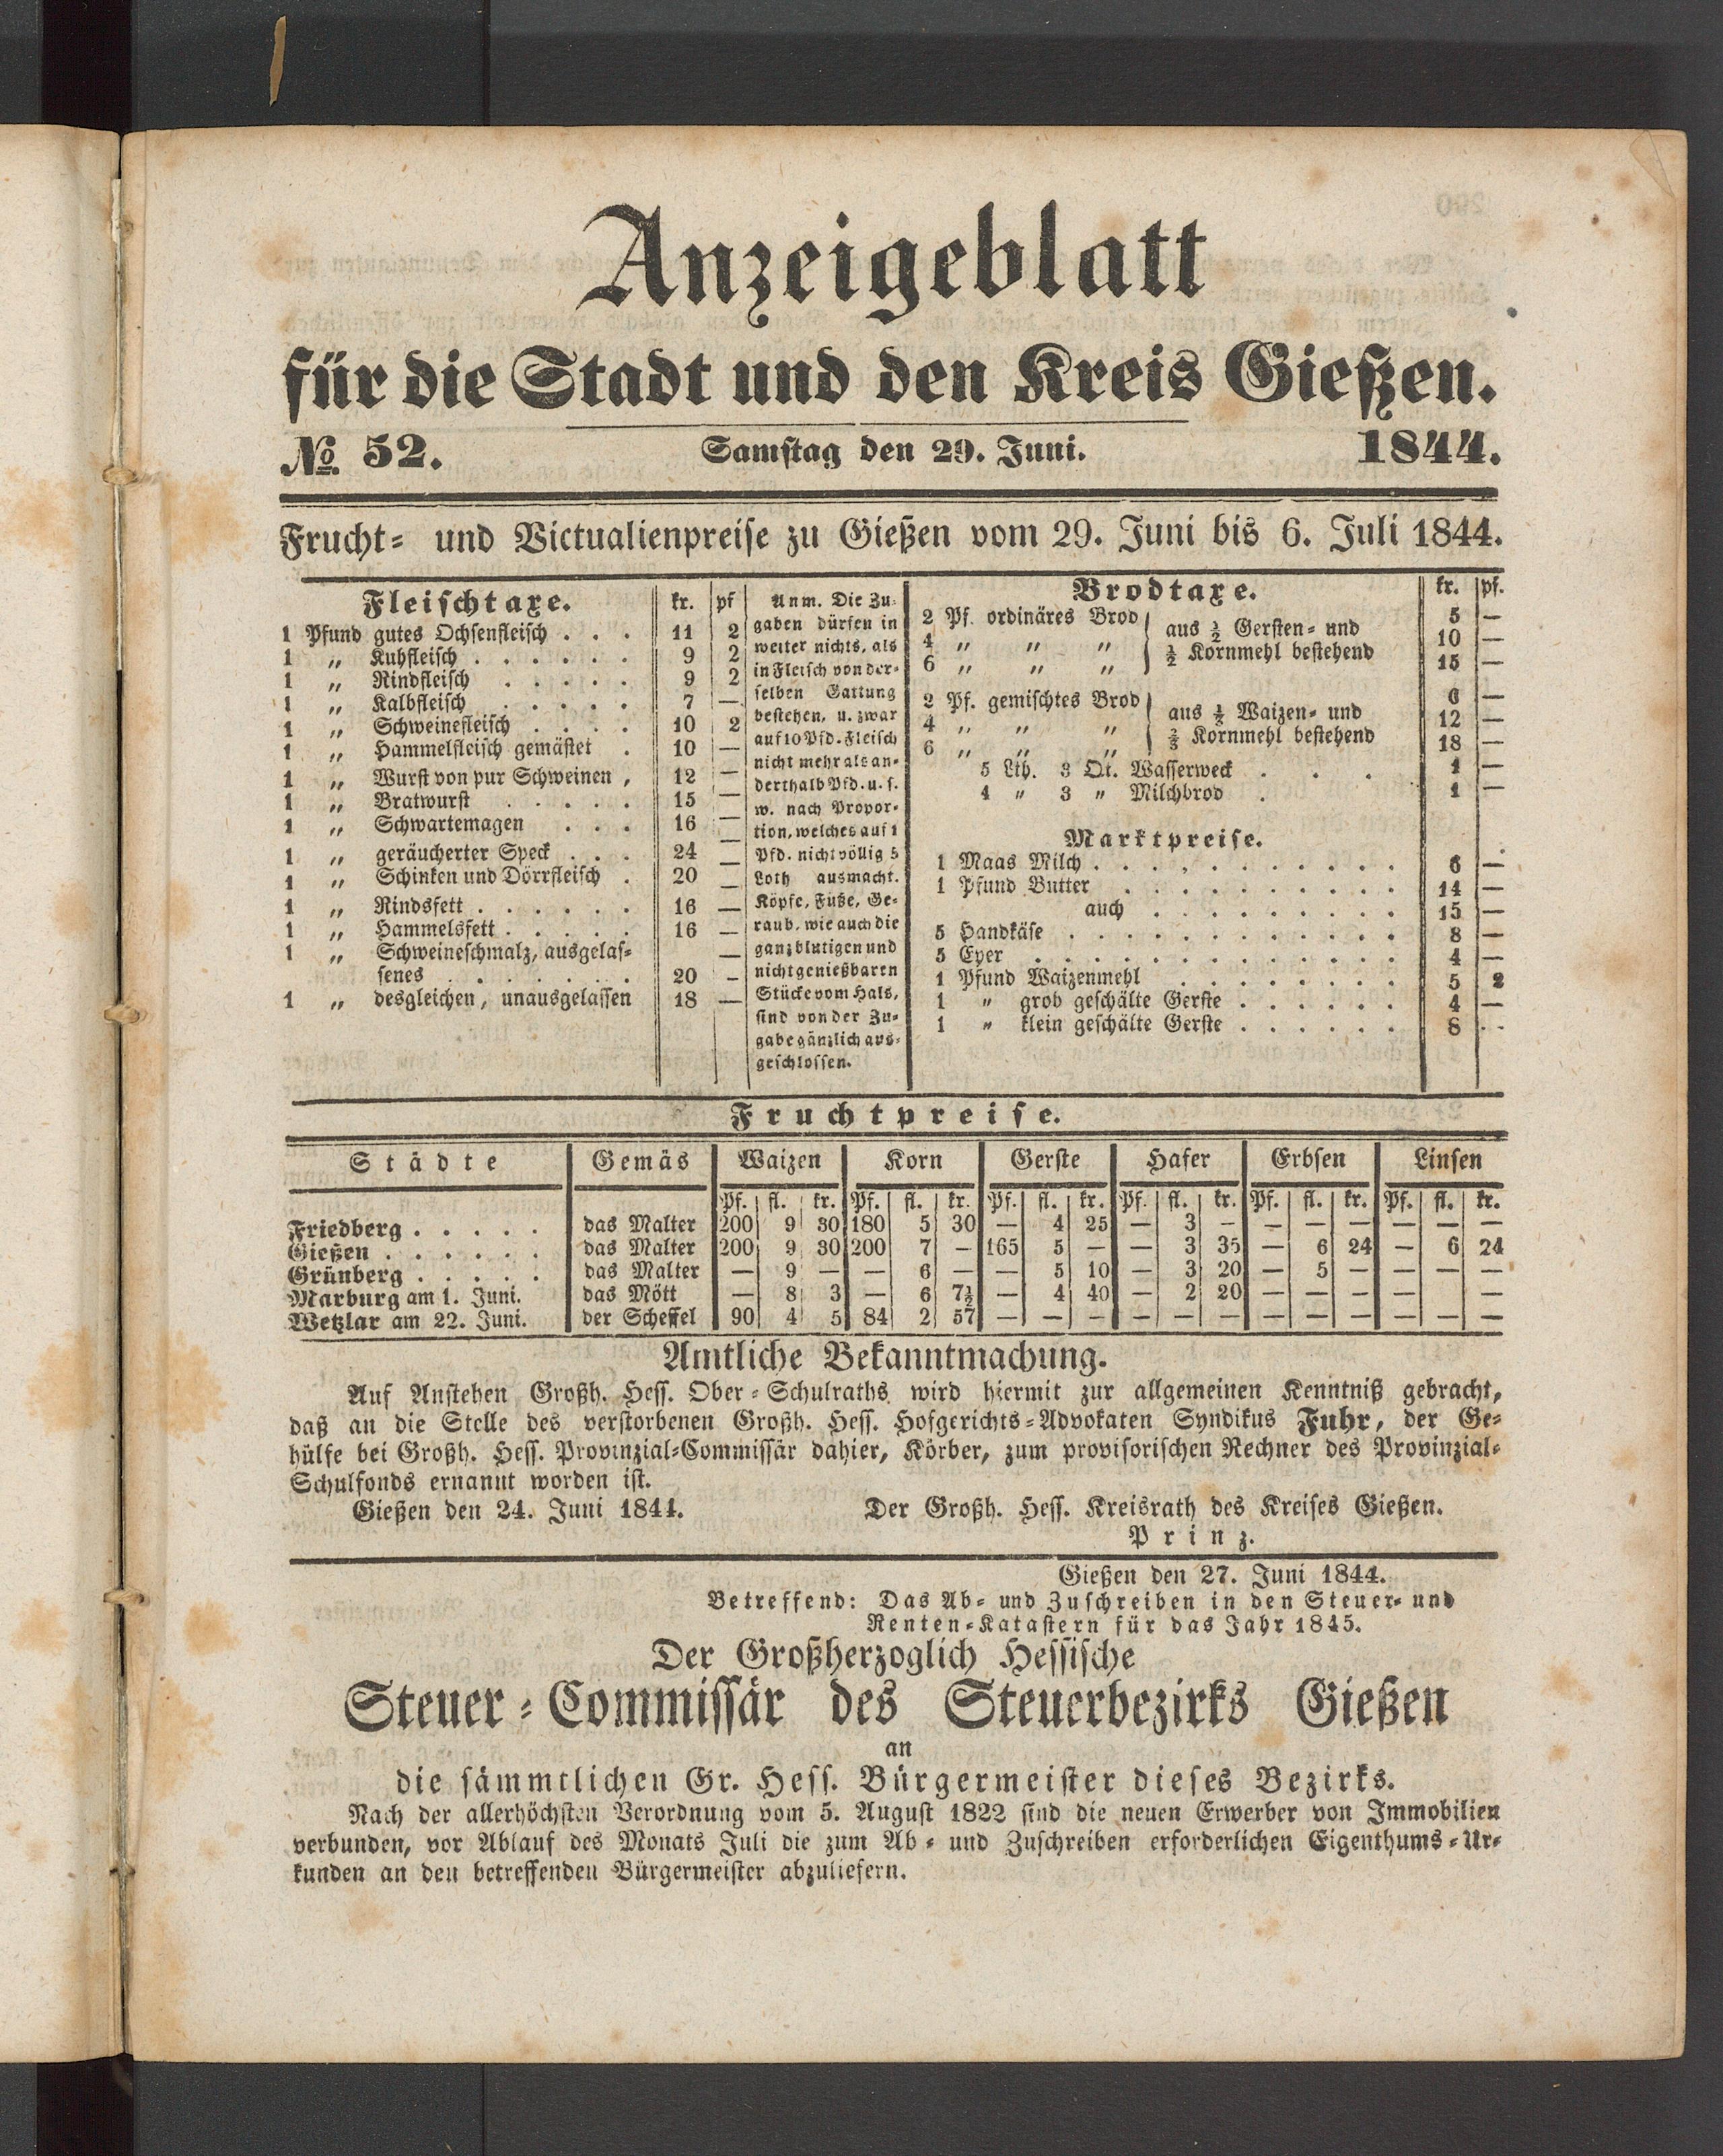 Anzeigeblatt
für die Stadt und den Kreis Gießen.
№ 52. Samstag den 29. Juni. 1844.
Frucht- und Victualienpreise zu Gießen vom 29. Juni bis 6. Juli 1844.
Fleischtaxe. kr. pf
1 Pfund gutes Ochsenfleisch . . . 11 2
1 „ Kuhfleisch . . . . . . 9 2
1 „ Rindfleisch . . . . . 9 2
1 „ Kalbfleisch . . . . . 7 —
1 „ Schweinefleisch . . . . 10 2
1 „ Hammelfleisch gemästet . 10 —
1 „ Wurst von pur Schweinen , 12 —
1 „ Bratwurst . . . . . 15 —
1 „ Schwartemagen . . . 16 —
1 „ geräucherter Speck . . . 24 —
1 „ Schinken und Dörrfleisch . 20 —
1 „ Rindsfett . . . . . . 16 —
1 „ Hammelsfett . . . . . 16 —
1 „ Schweineschmalz, ausgelas- —
senes . . . . . . . 20 —
1 „ desgleichen, unausgelassen 18 —
Anm. Die Zu-
gaben dürfen in
weiter nichts, als
in Fleisch von der-
selben Gattung
bestehen, u. zwar
auf 10 Pfd. Fleisch
nicht mehr als an-
derthalb Pfd. u. s.
w. nach Propor-
tion, welches auf 1
Pfd. nicht völlig 5
Loth ausmacht.
Köpfe, Füße, Ge-
raub, wie auch die
ganz blutigen und
nicht genießbaren
Stücke vom Hals,
sind von der Zu-
gabe gänzlich aus-
geschlossen.
Brodtaxe. kr. pf.
2 Pf. ordinäres Brod 5 —
4 „ „ „ aus ½ Gersten- und 10 —
6 „ „ „ ½ Kornmehl bestehend 15 —
2 Pf. gemischtes Brod 6 —
4 „ „ „ aus ⅓ Waizen- und 12 —
6 „ „ „ ⅔ Kornmehl bestehend 18 —
5 Lth. 3 Qt. Wasserweck . . . 1 —
4 „ 3 „ Milchbrod . 1 —
Marktpreise.
1 Maas Milch . . . . . . . . . . . 6 —
1 Pfund Butter . . . . . . . . . . 14 —
auch . . . . . . . . . 15 —
5 Handkäse . . . . . . . . . . . . 8 —
5 Eyer . . . . . . . . . . . . . 4 —
1 Pfund Waizenmehl . . . . . . . . 5 2
1 „ grob geschälte Gerste . . . . . . 4 —
1 „ klein geschälte Gerste . . . . . . 8 --
Fruchtpreise.
Städte Gemäs Waizen Korn Gerste Hafer Erbsen Linsen
Pf. fl. kr. Pf. fl. kr. Pf. fl. kr. Pf. fl. kr. Pf. fl. kr. Pf. fl. kr.
Friedberg . . . . . das Malter 200 9 30 180 5 30 — 4 25 — 3 — — — — — — —
Gießen . . . . . . das Malter 200 9 30 200 7 — 165 5 — — 3 35 — 6 24 — 6 24
Grünberg . . . . . das Malter — 9 — — 6 — — 5 10 — 3 20 — 5 — — — —
Marburg am 1. Juni. das Mött — 8 3 — 6 7½ — 4 40 — 2 20 — — — — —
Wetzlar am 22. Juni. der Scheffel 90 4 5 84 2 57 — — — — — — — — — — — —
Amtliche Bekanntmachung.
Auf Anstehen Großh. Hess. Ober-Schulraths wird hiermit zur allgemeinen Kenntniß gebracht,
daß an die Stelle des verstorbenen Großh. Hess. Hofgerichts-Advokaten Syndikus Fuhr, der Ge-
hülfe bei Großh. Hess. Provinzial-Commissär dahier, Körber, zum provisorischen Rechner des Provinzial-
Schulfonds ernannt worden ist.
Gießen den 24. Juni 1844. Der Großh. Hess. Kreisrath des Kreises Gießen.
Prinz.
Gießen den 27. Juni 1844.
Betreffend: Das Ab- und Zuschreiben in den Steuer- und
Renten-Katastern für das Jahr 1845.
Der Großherzoglich Hessische
Steuer-Commissär des Steuerbezirks Gießen
an
die sämmtlichen Gr. Hess. Bürgermeister dieses Bezirks.
Nach der allerhöchsten Verordnung vom 5. August 1822 sind die neuen Erwerber von Immobilien
verbunden, vor Ablauf des Monats Juli die zum Ab- und Zuschreiben erforderlichen Eigenthums-Ur-
kunden an den betreffenden Bürgermeister abzuliefern.